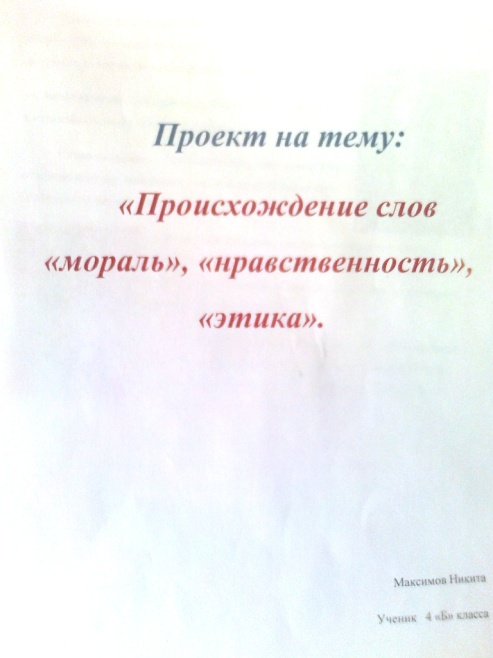 Проект на тему:
«Происхождение слов
«мораль», «нравственность»,
«этика».
Максимов Никита
Ученик 4 «Б» класса